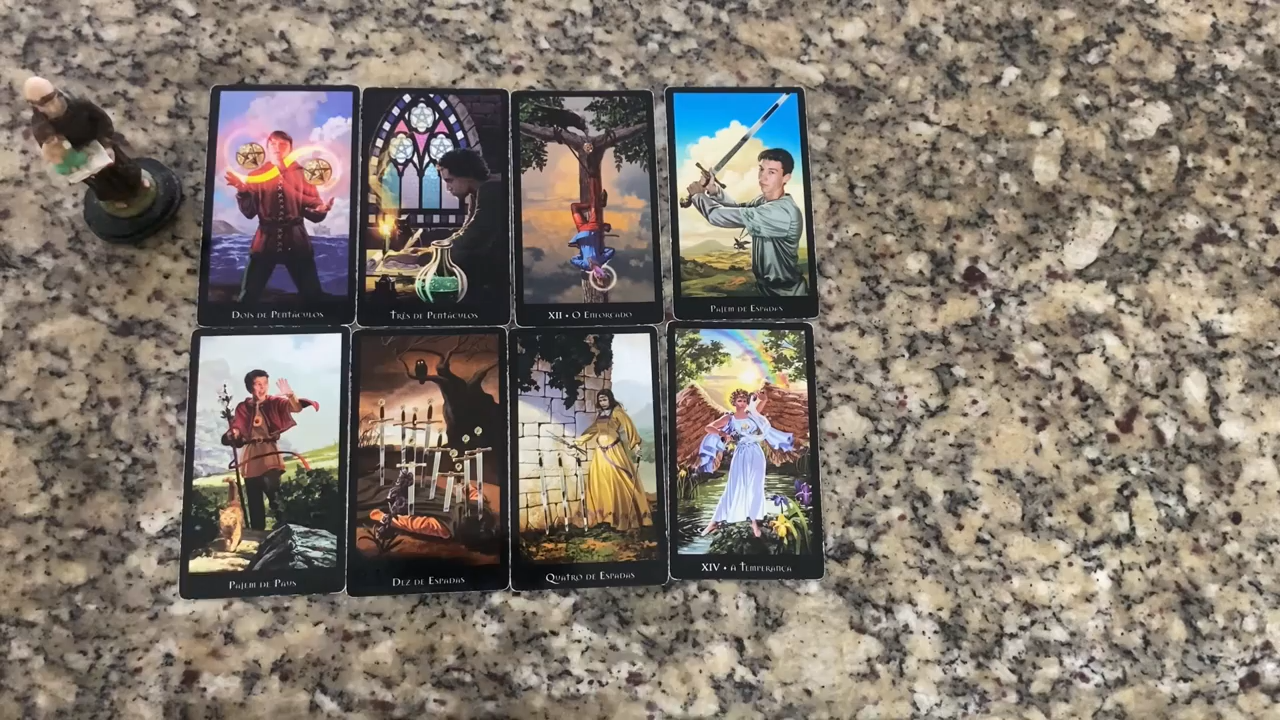 Dois de Pentáculos
Três de Pentáculos
XII • O Enforcado
Pajem de Espadas
Pajem de Paus
Dez de Espadas
Quatro de Espadas
XIV • A Temperança